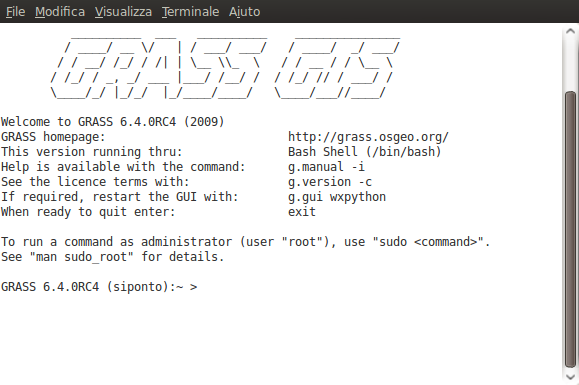 File Modifica Visualizza Terminale Aiuto
GRASS GIS
Welcome to GRASS 6.4.0RC4 (2009)
GRASS homepage: http://grass.osgeo.org/
This version running thru: Bash Shell (/bin/bash)
Help is available with the command: g.manual -i
See the licence terms with: g.version -c
If required, restart the GUI with: g.gui wxpython
When ready to quit enter: exit
To run a command as administrator (user "root"), use "sudo <command>".
See "man sudo_root" for details.
GRASS 6.4.0RC4 (siponto):~ >